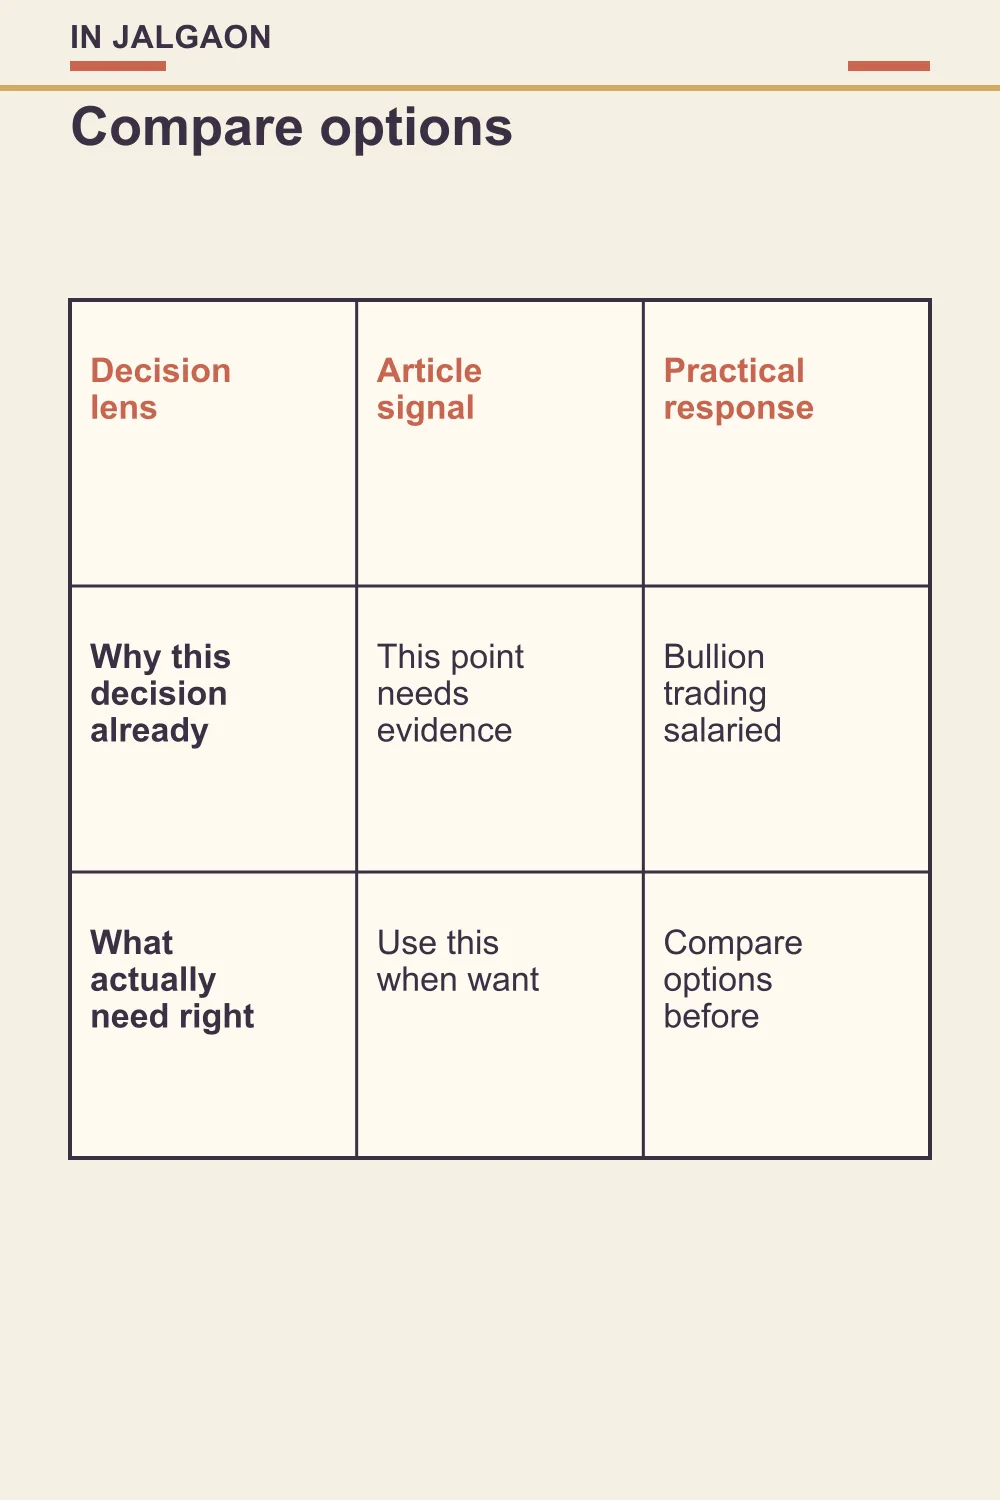 IN JALGAON
Compare options
Decision
lens
Article
signal
Practical
response
Why this
decision
already
This point
needs
evidence
Bullion
trading
salaried
What
actually
need right
Use this
when want
Compare
options
before